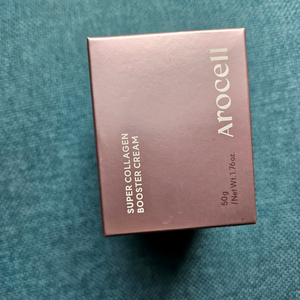 Arocell
SUPER COLLAGEN
BOOSTER CREAM
50g
/ Net Wt. 1.76oz.